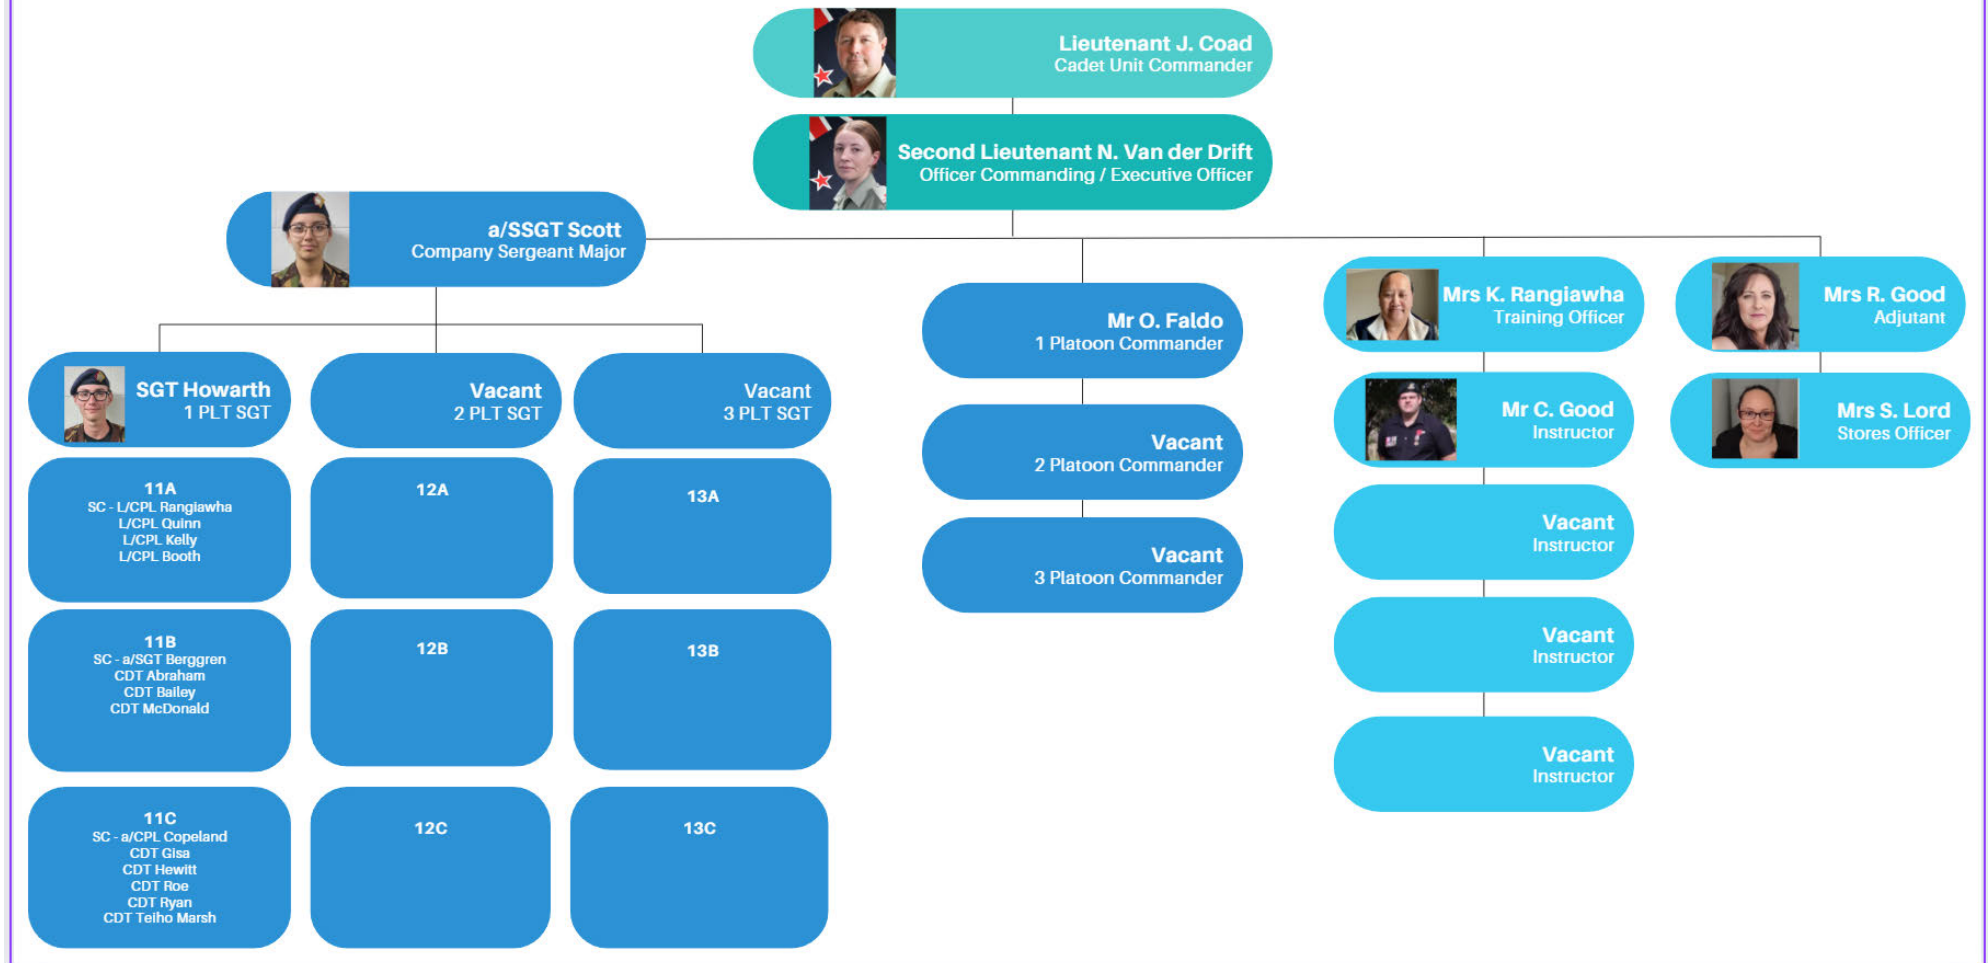 Lieutenant J. Coad
Cadet Unit Commander
Second Lieutenant N. Van der Drift
Officer Commanding / Executive Officer
a/SSGT Scott
Company Sergeant Major
SGT Howarth
1 PLT SGT
Vacant
2 PLT SGT
Vacant
3 PLT SGT
11A
SC - L/CPL Rangiawha
L/CPL Quinn
L/CPL Kelly
L/CPL Booth
12A
13A
11B
SC - a/SGT Berggren
CDT Abraham
CDT Bailey
CDT McDonald
12B
13B
11C
SC - a/CPL Copeland
CDT Gisa
CDT Hewitt
CDT Roe
CDT Ryan
CDT Teiho Marsh
12C
13C
Mr O. Faldo
1 Platoon Commander
Vacant
2 Platoon Commander
Vacant
3 Platoon Commander
Mrs K. Rangiawha
Training Officer
Mr C. Good
Instructor
Vacant
Instructor
Vacant
Instructor
Vacant
Instructor
Mrs R. Good
Adjutant
Mrs S. Lord
Stores Officer